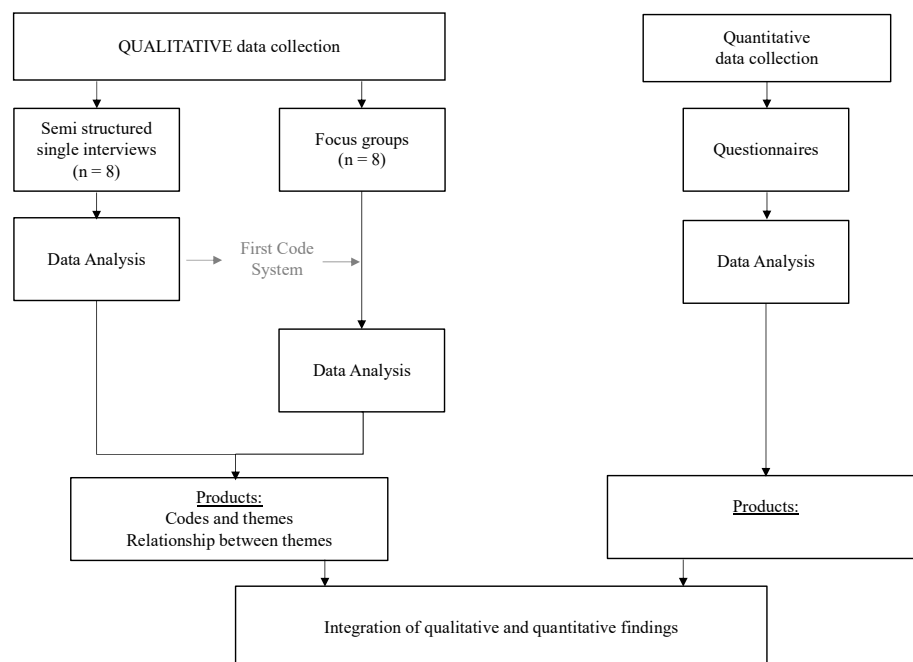 QUALITATIVE data collection
Quantitative
data collection
Semi structured
single interviews
(n = 8)
Focus groups
(n = 8)
Questionnaires
Data Analysis
First Code
System
Data Analysis
Data Analysis
Products:
Codes and themes
Relationship between themes
Products:
Integration of qualitative and quantitative findings